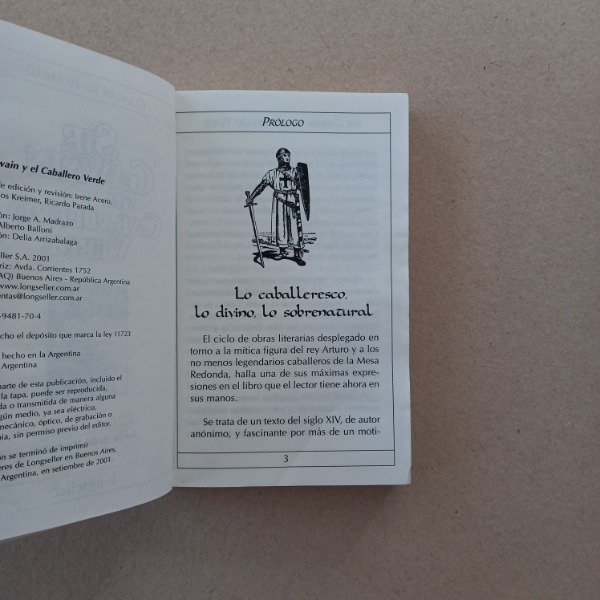 wain y el Caballero Verde
de edición y revisión: Irene Acero,
os Kreimer, Ricardo Parada
ón: Jorge A. Madrazo
Alberto Balloni
ón: Delia Arrizabalaga
ller S.A. 2001
riz: Avda. Corrientes 1752
AQ) Buenos Aires - República Argentina
www.longseller.com.ar
entas@longseller.com.ar
-9481-70-4
cho el depósito que marca la ley 11723
hecho en la Argentina
Argentina
parte de esta publicación, incluido el
la tapa, puede ser reproducida,
da o transmitida de manera alguna
gún medio, ya sea eléctrico,
mecánico, óptico, de grabación o
ia, sin permiso previo del editor.
n se terminó de imprimir
eres de Longseller en Buenos Aires,
Argentina, en setiembre de 2001.
PRÓLOGO
Lo caballeresco,
lo divino, lo sobrenatural
El ciclo de obras literarias desplegado en
torno a la mítica figura del rey Arturo y a los
no menos legendarios caballeros de la Mesa
Redonda, halla una de sus máximas expre-
siones en el libro que el lector tiene ahora en
sus manos.
Se trata de un texto del siglo XIV, de autor
anónimo, y fascinante por más de un moti-
3